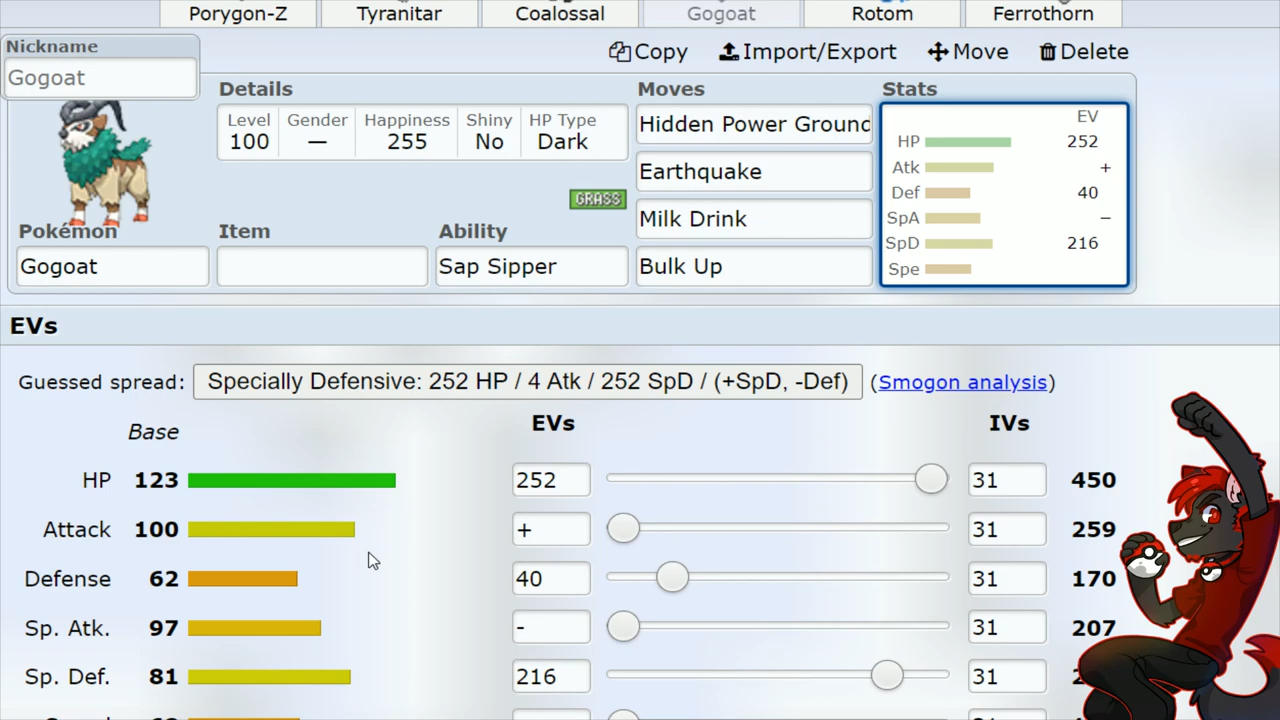 Porygon-Z Tyranitar Coalossal Gogoat Rotom Ferrothorn
Nickname
Gogoat
Copy Import/Export Move Delete
Details
Level Gender Happiness Shiny HP Type
100 — 255 No Dark
GRASS
Pokémon Item Ability
Gogoat Sap Sipper
Moves
Hidden Power Ground
Earthquake
Milk Drink
Bulk Up
Stats
EV
HP 252
Atk +
Def 40
SpA −
SpD 216
Spe
EVs
Guessed spread: Specially Defensive: 252 HP / 4 Atk / 252 SpD / (+SpD, -Def) (Smogon analysis)
Base EVs IVs
HP 123 252 31 450
Attack 100 + 31 259
Defense 62 40 31 170
Sp. Atk. 97 - 31 207
Sp. Def. 81 216 31